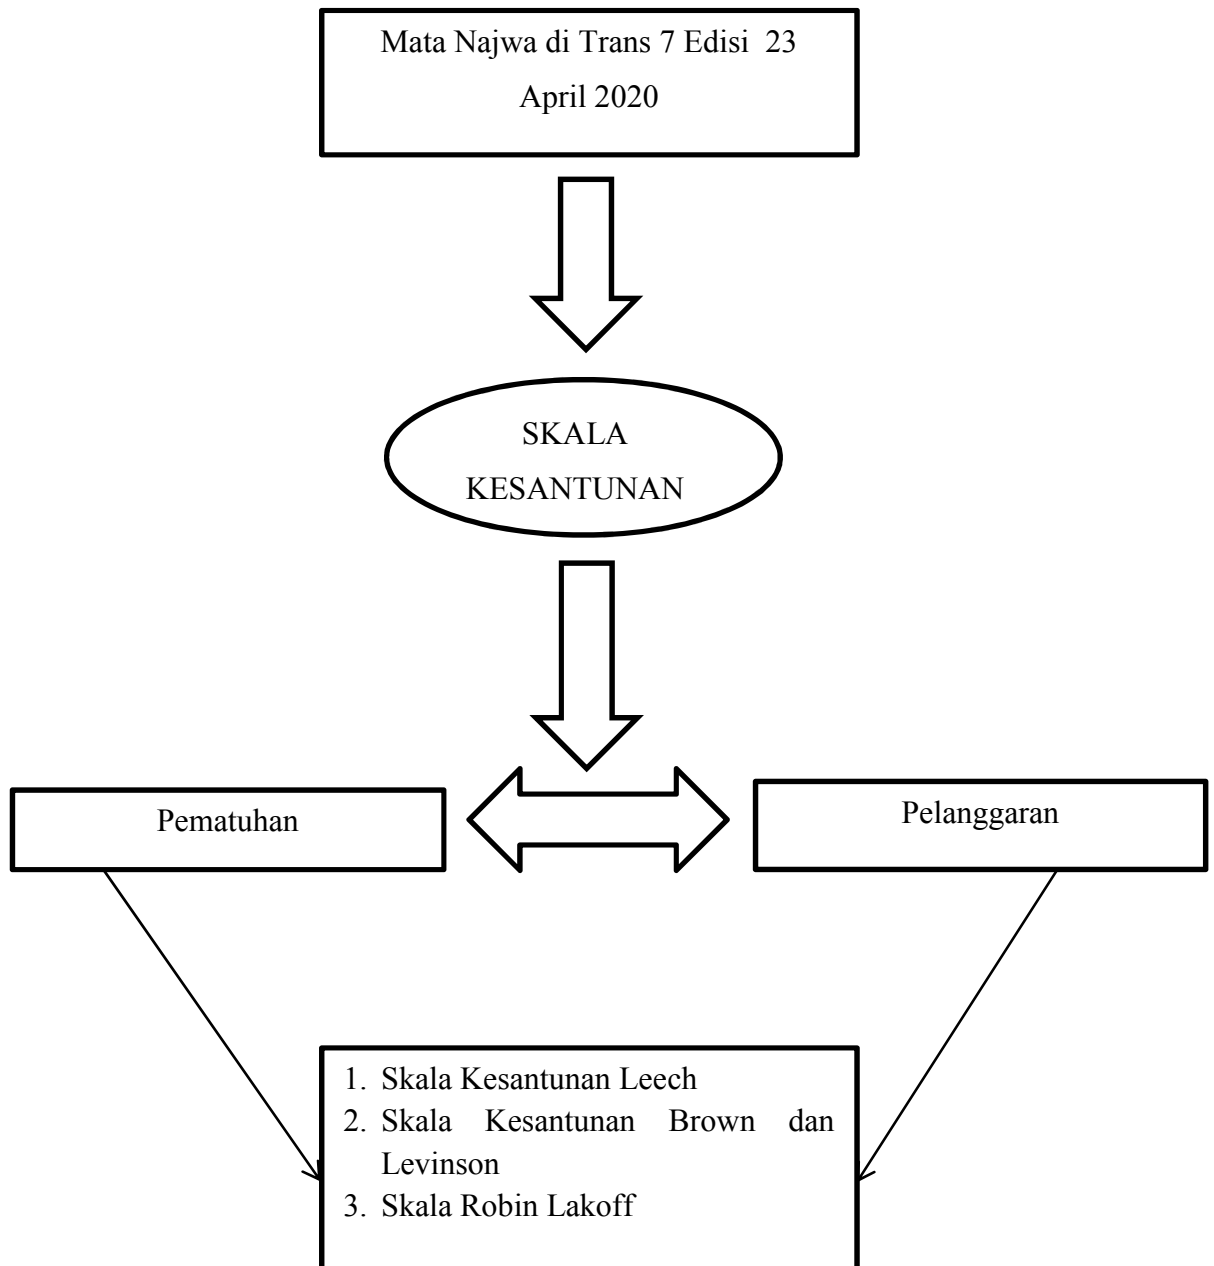 Mata Najwa di Trans 7 Edisi 23
April 2020
SKALA
KESANTUNAN
Pematuhan
Pelanggaran
1. Skala Kesantunan Leech
2. Skala Kesantunan Brown dan
Levinson
3. Skala Robin Lakoff